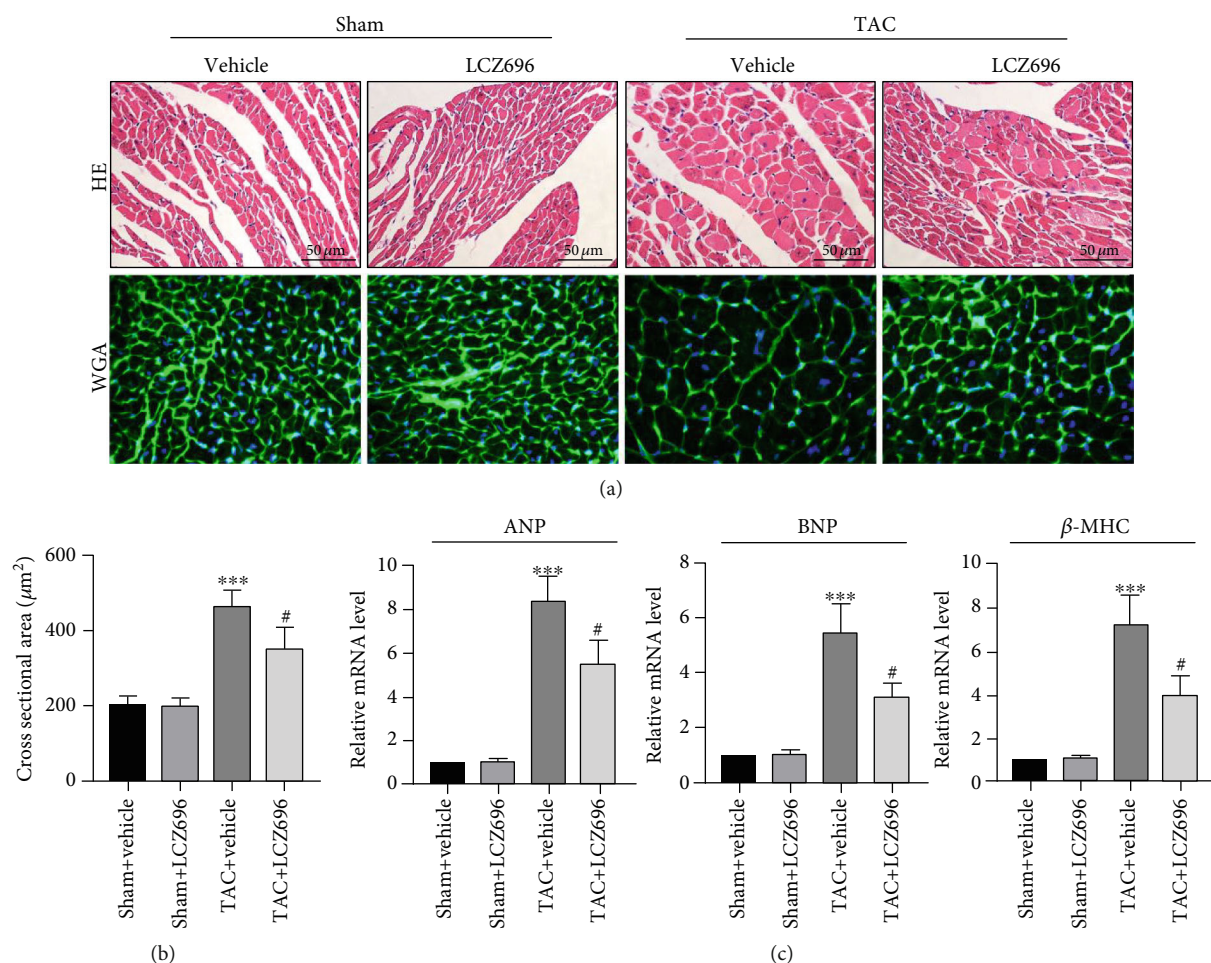 Sham
TAC
Vehicle
LCZ696
Vehicle
LCZ696
HE
50 μm
50 μm
50 μm
50 μm
WGA
(a)
Cross sectional area (μm²)
600
400
200
0
***
#
Sham+vehicle
Sham+LCZ696
TAC+vehicle
TAC+LCZ696
(b)
ANP
Relative mRNA level
10
8
6
4
2
0
***
#
Sham+vehicle
Sham+LCZ696
TAC+vehicle
TAC+LCZ696
BNP
Relative mRNA level
8
6
4
2
0
***
#
Sham+vehicle
Sham+LCZ696
TAC+vehicle
TAC+LCZ696
β-MHC
Relative mRNA level
10
8
6
4
2
0
***
#
Sham+vehicle
Sham+LCZ696
TAC+vehicle
TAC+LCZ696
(c)